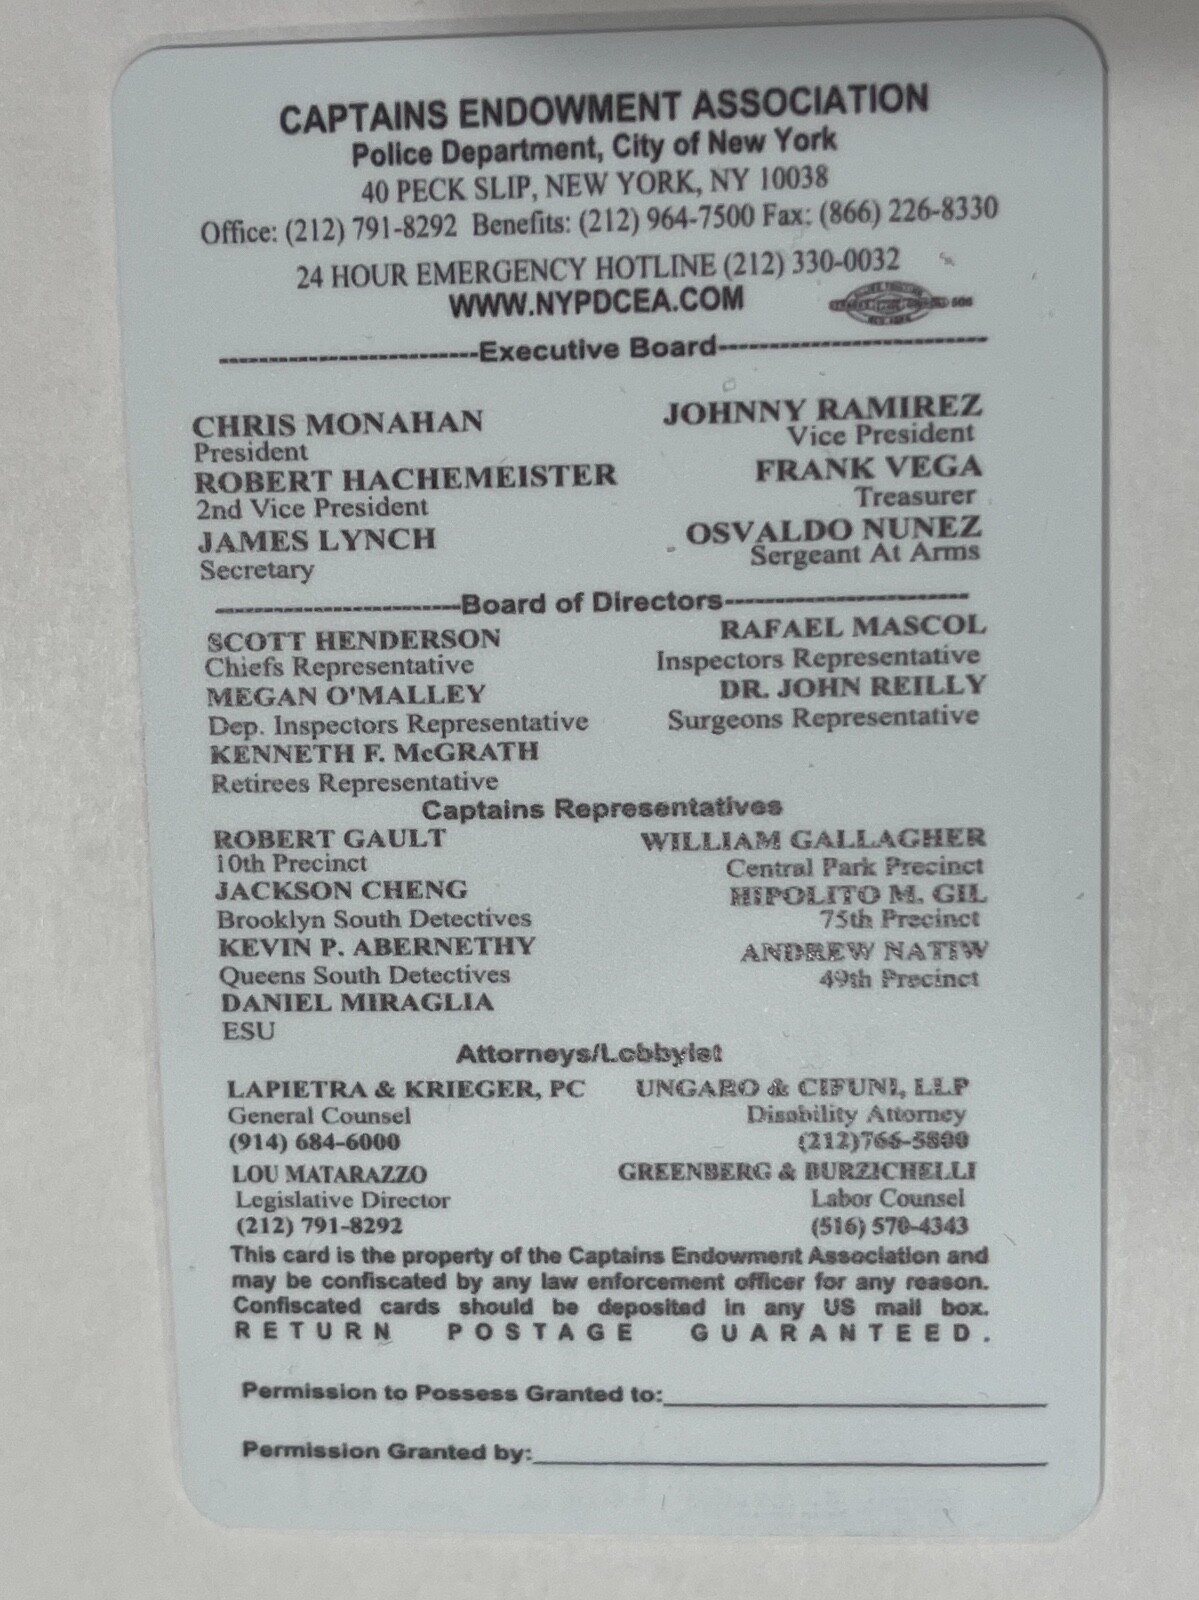 CAPTAINS ENDOWMENT ASSOCIATION
Police Department, City of New York
40 PECK SLIP, NEW YORK, NY 10038
Office: (212) 791-8292 Benefits: (212) 964-7500 Fax: (866) 226-8330
24 HOUR EMERGENCY HOTLINE (212) 330-0032
WWW.NYPDCEA.COM
--------------------------Executive Board---------------------------
CHRIS MONAHAN JOHNNY RAMIREZ
President Vice President
ROBERT HACHEMEISTER FRANK VEGA
2nd Vice President Treasurer
JAMES LYNCH OSVALDO NUNEZ
Secretary Sergeant At Arms
-------------------------Board of Directors-------------------------
SCOTT HENDERSON RAFAEL MASCOL
Chiefs Representative Inspectors Representative
MEGAN O'MALLEY DR. JOHN REILLY
Dep. Inspectors Representative Surgeons Representative
KENNETH F. McGRATH
Retirees Representative
Captains Representatives
ROBERT GAULT WILLIAM GALLAGHER
10th Precinct Central Park Precinct
JACKSON CHENG HIPOLITO M. GIL
Brooklyn South Detectives 75th Precinct
KEVIN P. ABERNETHY ANDREW NATIW
Queens South Detectives 49th Precinct
DANIEL MIRAGLIA
ESU
Attorneys/Lobbyist
LAPIETRA & KRIEGER, PC UNGARO & CIFUNI, LLP
General Counsel Disability Attorney
(914) 684-6000 (212)766-5800
LOU MATARAZZO GREENBERG & BURZICHELLI
Legislative Director Labor Counsel
(212) 791-8292 (516) 570-4343
This card is the property of the Captains Endowment Association and
may be confiscated by any law enforcement officer for any reason.
Confiscated cards should be deposited in any US mail box.
RETURN POSTAGE GUARANTEED.
Permission to Possess Granted to:
Permission Granted by: